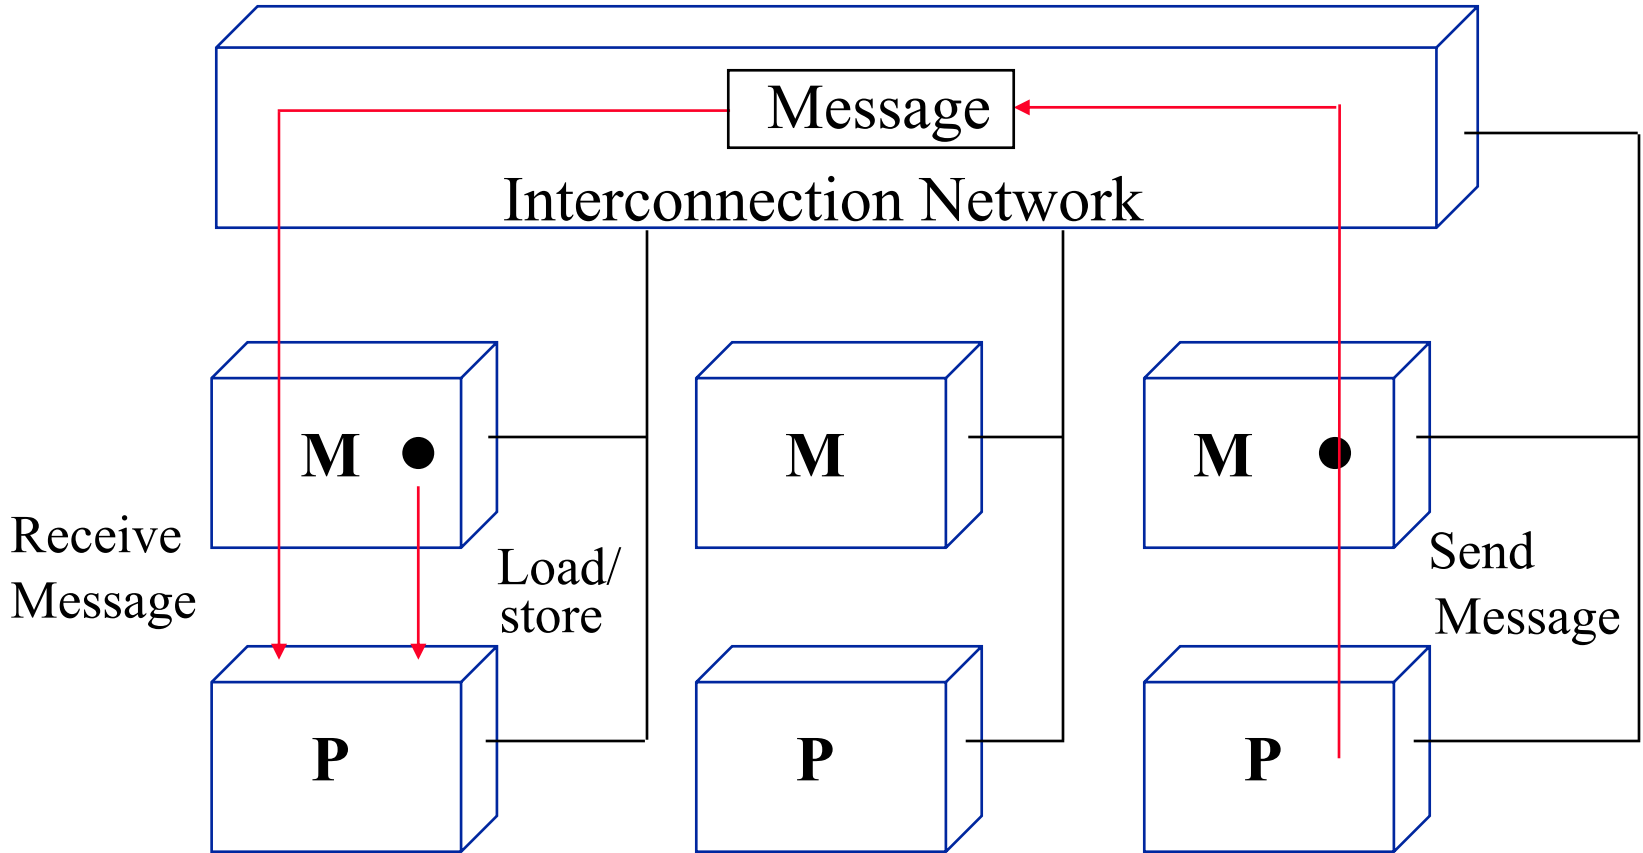 Message
Interconnection Network
M
M
M
Receive
Message
Load/
store
Send
Message
P
P
P